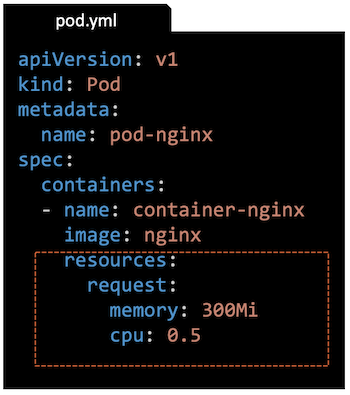 pod.yml
apiVersion: v1
kind: Pod
metadata:
  name: pod-nginx
spec:
  containers:
  - name: container-nginx
    image: nginx
    resources:
      request:
        memory: 300Mi
        cpu: 0.5